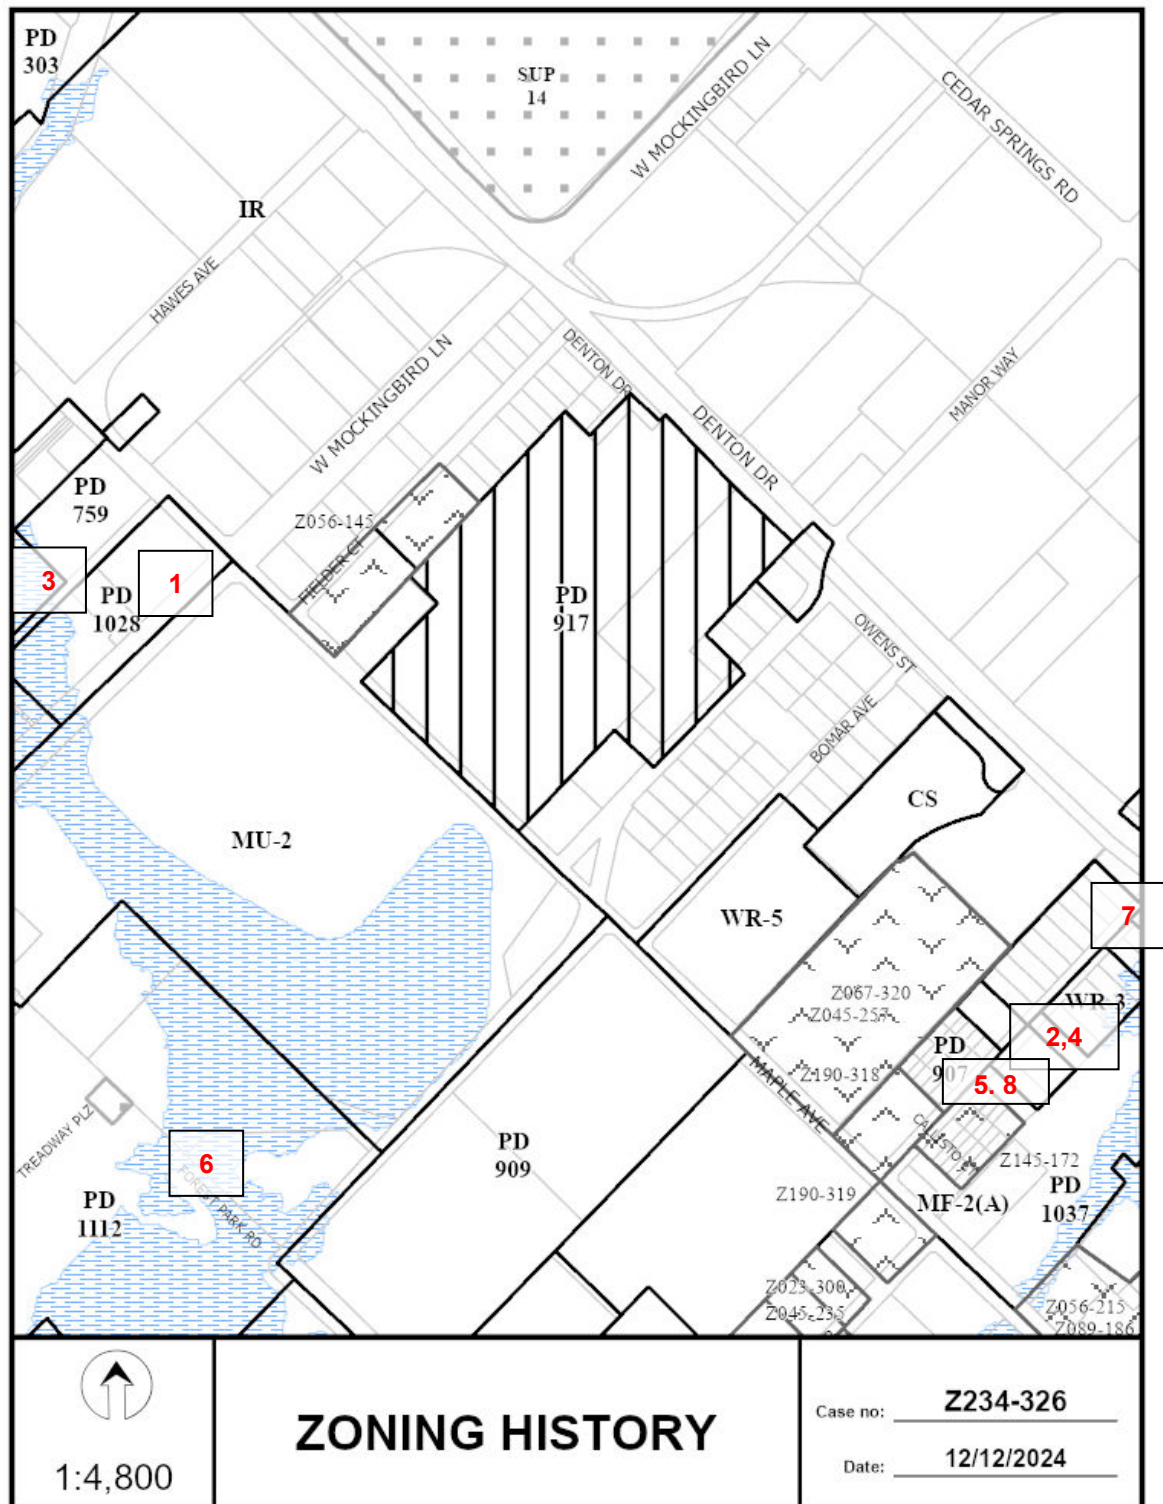 PD
303
SUP
14
W MOCKINGBIRD LN
CEDAR SPRINGS RD
IR
HAWES AVE
W MOCKINGBIRD LN
DENTON DR
MANOR WAY
DENTON DR
PD
759
Z056-145
FIELDER CT
3
1
PD
1028
PD
917
OWENS ST
BOMAR AVE
CS
MU-2
WR-5
7
Z067-320
WR-3
Z045-257
2,4
PD
907
Z190-318
5. 8
MAPLE AVE
CALLISTO
TREADWAY PLZ
6
FOREST PARK RD
PD
909
Z145-172
Z190-319
MF-2(A)
PD
1037
PD
1112
Z023-300
Z045-235
Z056-215
Z089-186
1:4,800
ZONING HISTORY
Case no: Z234-326
Date: 12/12/2024